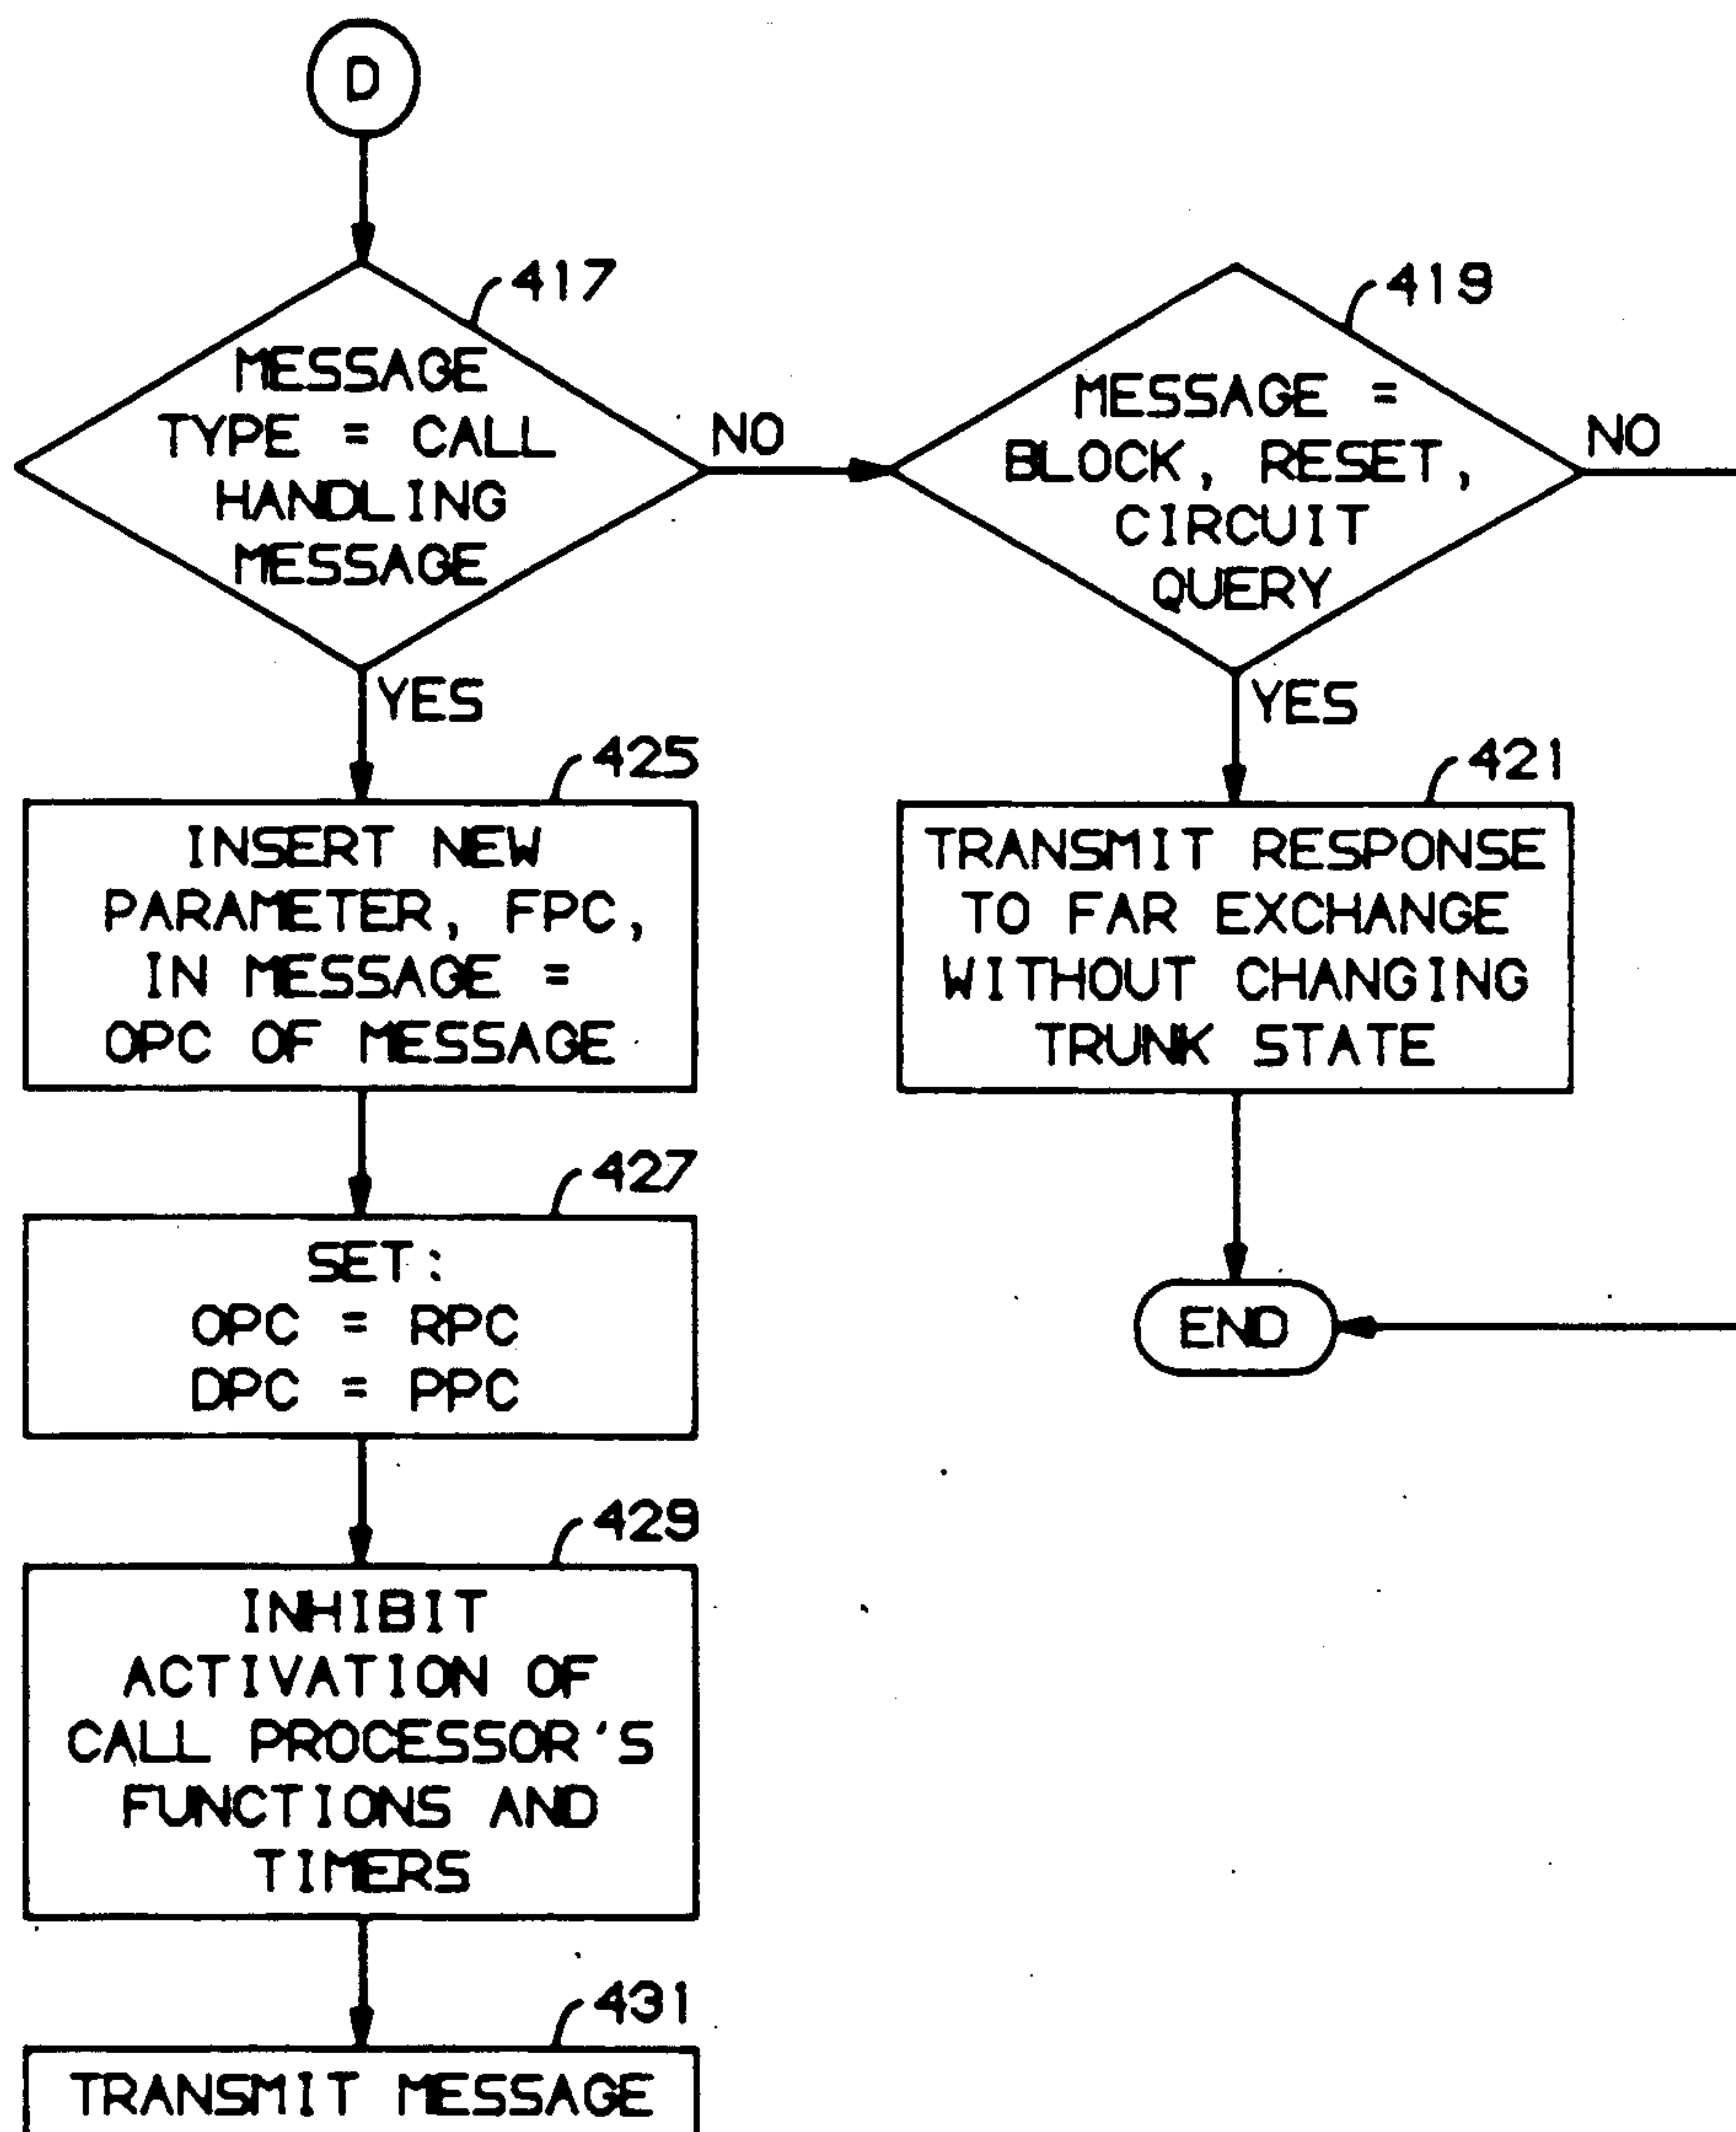 D
417
MESSAGE
TYPE = CALL
HANDLING
MESSAGE
NO
YES
419
MESSAGE =
BLOCK, RESET,
CIRCUIT
QUERY
NO
YES
425
INSERT NEW
PARAMETER, FPC,
IN MESSAGE =
OPC OF MESSAGE
421
TRANSMIT RESPONSE
TO FAR EXCHANGE
WITHOUT CHANGING
TRUNK STATE
427
SET:
OPC = RPC
DPC = PPC
END
429
INHIBIT
ACTIVATION OF
CALL PROCESSOR'S
FUNCTIONS AND
TIMERS
431
TRANSMIT MESSAGE